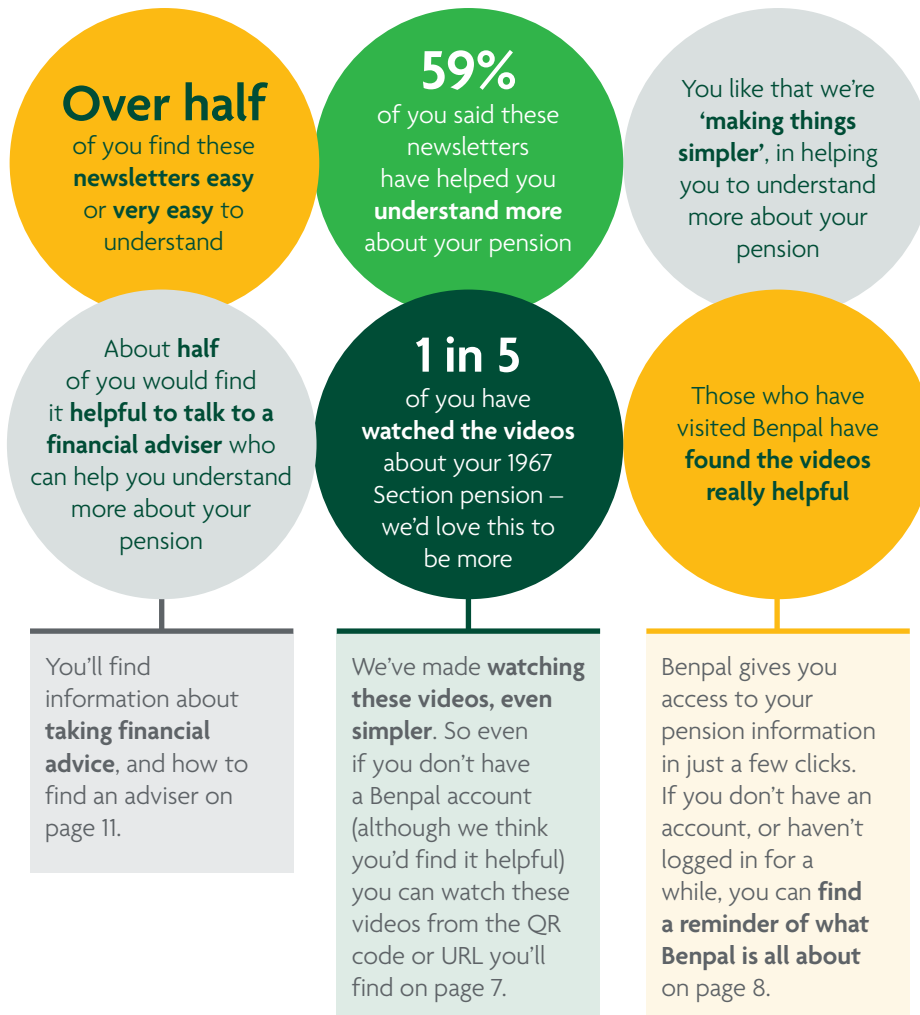 Over half
of you find these
newsletters easy
or very easy to
understand
59%
of you said these
newsletters
have helped you
understand more
about your pension
You like that we're
‘making things
simpler’, in helping
you to understand
more about your
pension
About half
of you would find
it helpful to talk to a
financial adviser who
can help you understand
more about your
pension
1 in 5
of you have
watched the videos
about your 1967
Section pension –
we'd love this to
be more
Those who have
visited Benpal have
found the videos
really helpful
You'll find
information about
taking financial
advice, and how to
find an adviser on
page 11.
We've made watching
these videos, even
simpler. So even
if you don't have
a Benpal account
(although we think
you'd find it helpful)
you can watch these
videos from the QR
code or URL you'll
find on page 7.
Benpal gives you
access to your
pension information
in just a few clicks.
If you don't have an
account, or haven't
logged in for a
while, you can find
a reminder of what
Benpal is all about
on page 8.